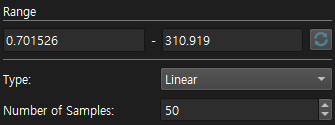 Range
0.701526 - 310.919
Type: Linear
Number of Samples: 50